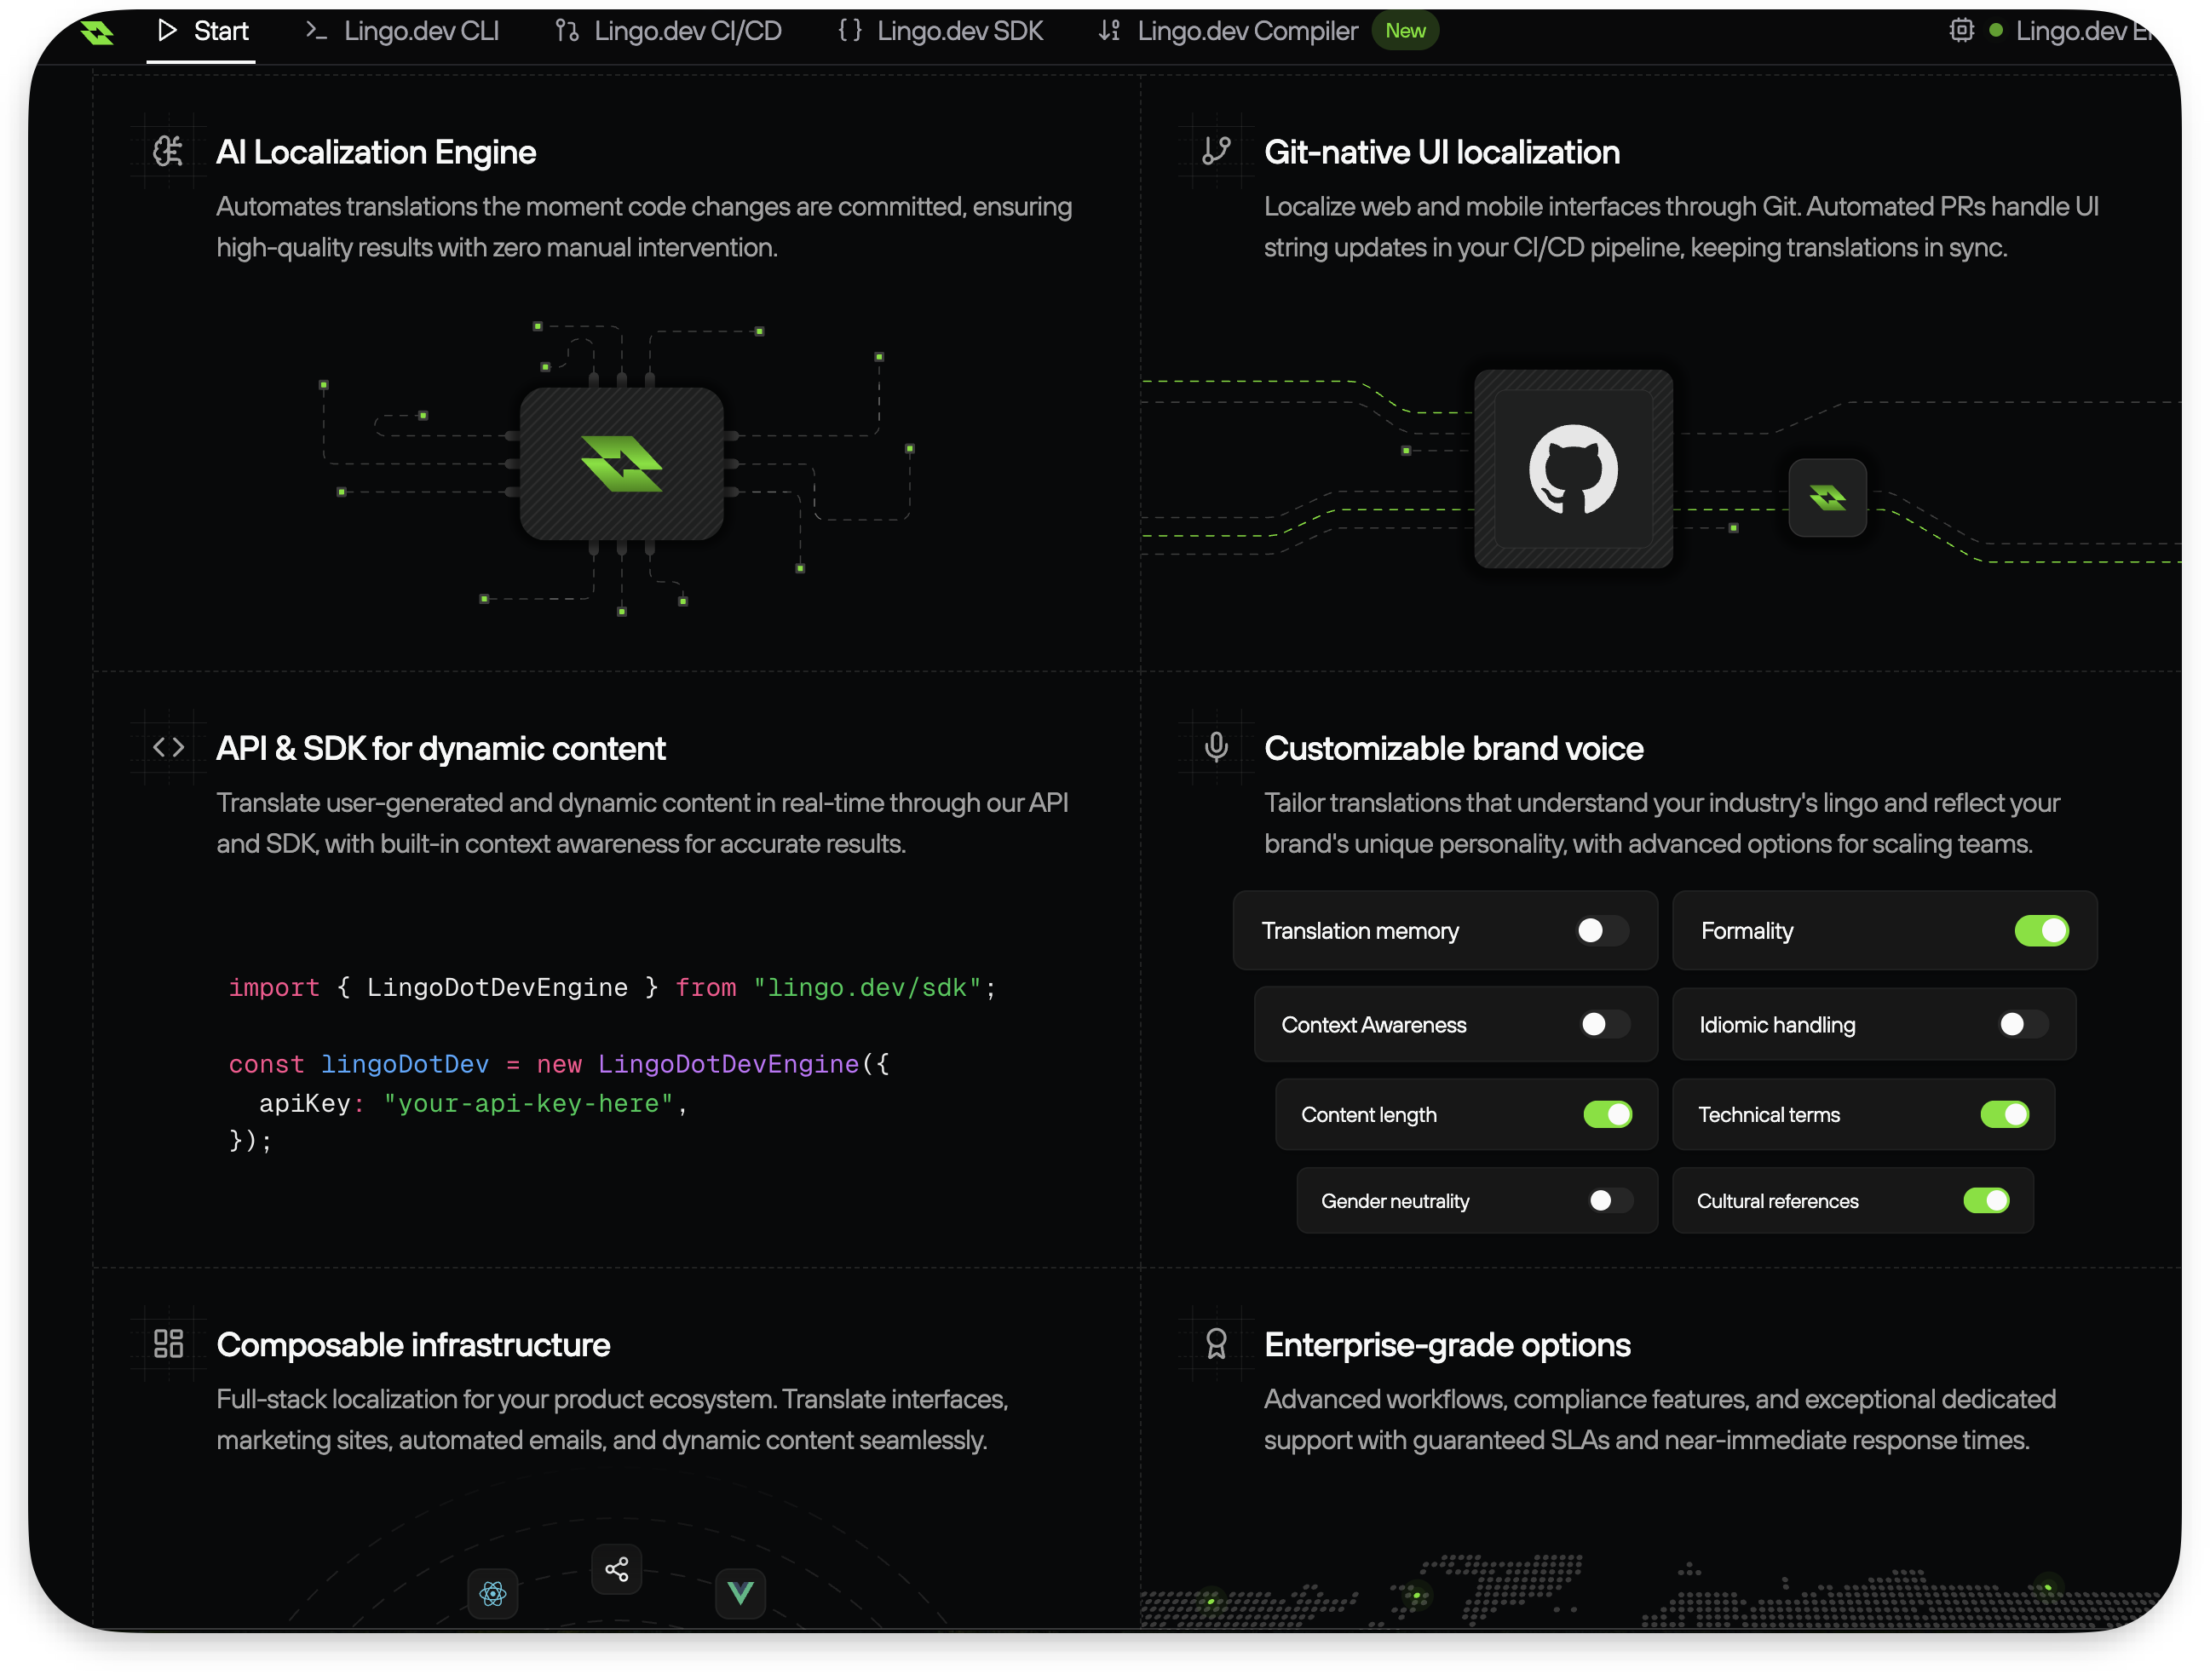 Start
Lingo.dev CLI
Lingo.dev CI/CD
Lingo.dev SDK
Lingo.dev Compiler
New
Lingo.dev
AI Localization Engine
Automates translations the moment code changes are committed, ensuring
high-quality results with zero manual intervention.
Git-native UI localization
Localize web and mobile interfaces through Git. Automated PRs handle UI
string updates in your CI/CD pipeline, keeping translations in sync.
API & SDK for dynamic content
Translate user-generated and dynamic content in real-time through our API
and SDK, with built-in context awareness for accurate results.
import { LingoDotDevEngine } from "lingo.dev/sdk";
const lingoDotDev = new LingoDotDevEngine({
apiKey: "your-api-key-here",
});
Customizable brand voice
Tailor translations that understand your industry's lingo and reflect your
brand's unique personality, with advanced options for scaling teams.
Translation memory
Formality
Context Awareness
Idiomic handling
Content length
Technical terms
Gender neutrality
Cultural references
Composable infrastructure
Full-stack localization for your product ecosystem. Translate interfaces,
marketing sites, automated emails, and dynamic content seamlessly.
Enterprise-grade options
Advanced workflows, compliance features, and exceptional dedicated
support with guaranteed SLAs and near-immediate response times.